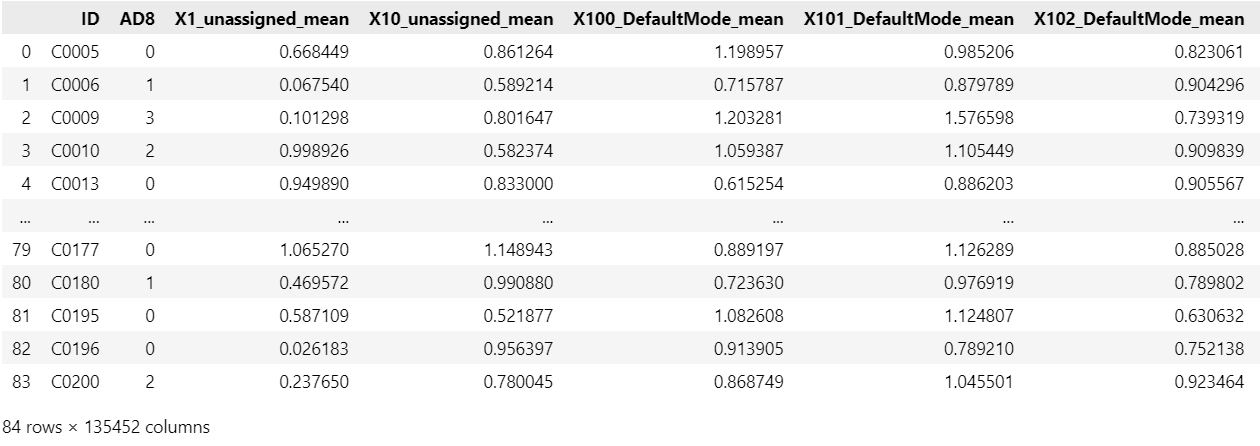 ID AD8 X1_unassigned_mean X10_unassigned_mean X100_DefaultMode_mean X101_DefaultMode_mean X102_DefaultMode_mean
0 C0005 0 0.668449 0.861264 1.198957 0.985206 0.823061
1 C0006 1 0.067540 0.589214 0.715787 0.879789 0.904296
2 C0009 3 0.101298 0.801647 1.203281 1.576598 0.739319
3 C0010 2 0.998926 0.582374 1.059387 1.105449 0.909839
4 C0013 0 0.949890 0.833000 0.615254 0.886203 0.905567
... ... ... ... ... ... ... ...
79 C0177 0 1.065270 1.148943 0.889197 1.126289 0.885028
80 C0180 1 0.469572 0.990880 0.723630 0.976919 0.789802
81 C0195 0 0.587109 0.521877 1.082608 1.124807 0.630632
82 C0196 0 0.026183 0.956397 0.913905 0.789210 0.752138
83 C0200 2 0.237650 0.780045 0.868749 1.045501 0.923464
84 rows × 135452 columns